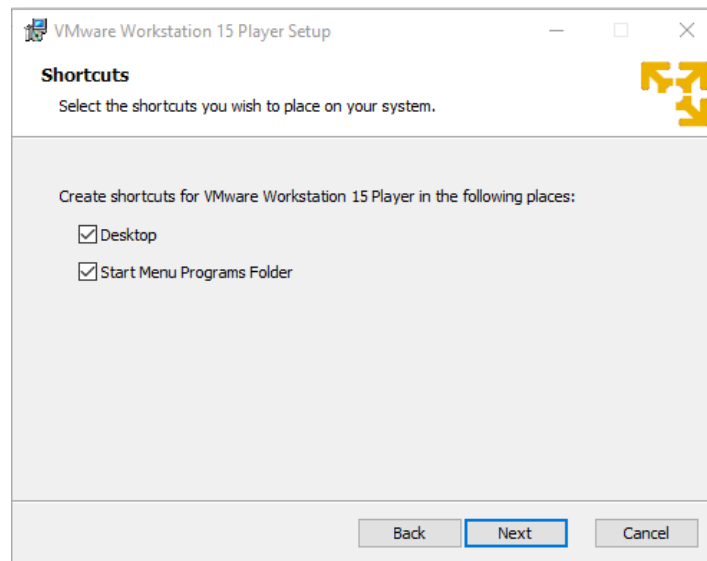 VMware Workstation 15 Player Setup
Shortcuts
Select the shortcuts you wish to place on your system.
Create shortcuts for VMware Workstation 15 Player in the following places:
Desktop
Start Menu Programs Folder
Back Next Cancel